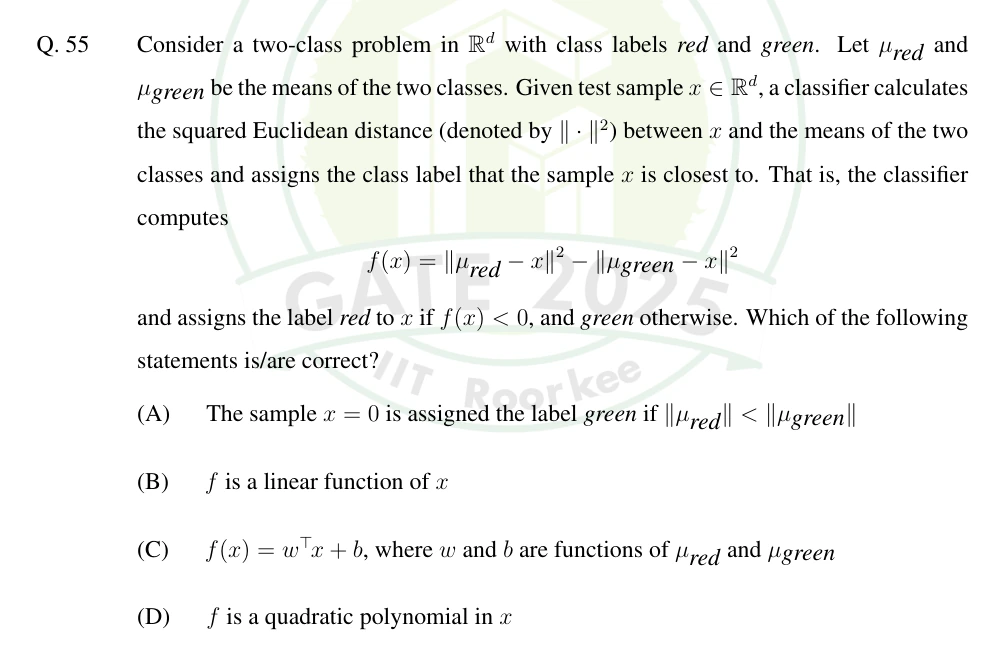 Q. 55 Consider a two-class problem in ℝᵈ with class labels red and green. Let μ_red and
μ_green be the means of the two classes. Given test sample x ∈ ℝᵈ, a classifier calculates
the squared Euclidean distance (denoted by ‖ · ‖²) between x and the means of the two
classes and assigns the class label that the sample x is closest to. That is, the classifier
computes
f(x) = ‖μ_red − x‖² − ‖μ_green − x‖²
GATE 2025
and assigns the label red to x if f(x) < 0, and green otherwise. Which of the following
statements is/are correct?
IIT Roorkee
(A) The sample x = 0 is assigned the label green if ‖μ_red‖ < ‖μ_green‖
(B) f is a linear function of x
(C) f(x) = w⊤x + b, where w and b are functions of μ_red and μ_green
(D) f is a quadratic polynomial in x